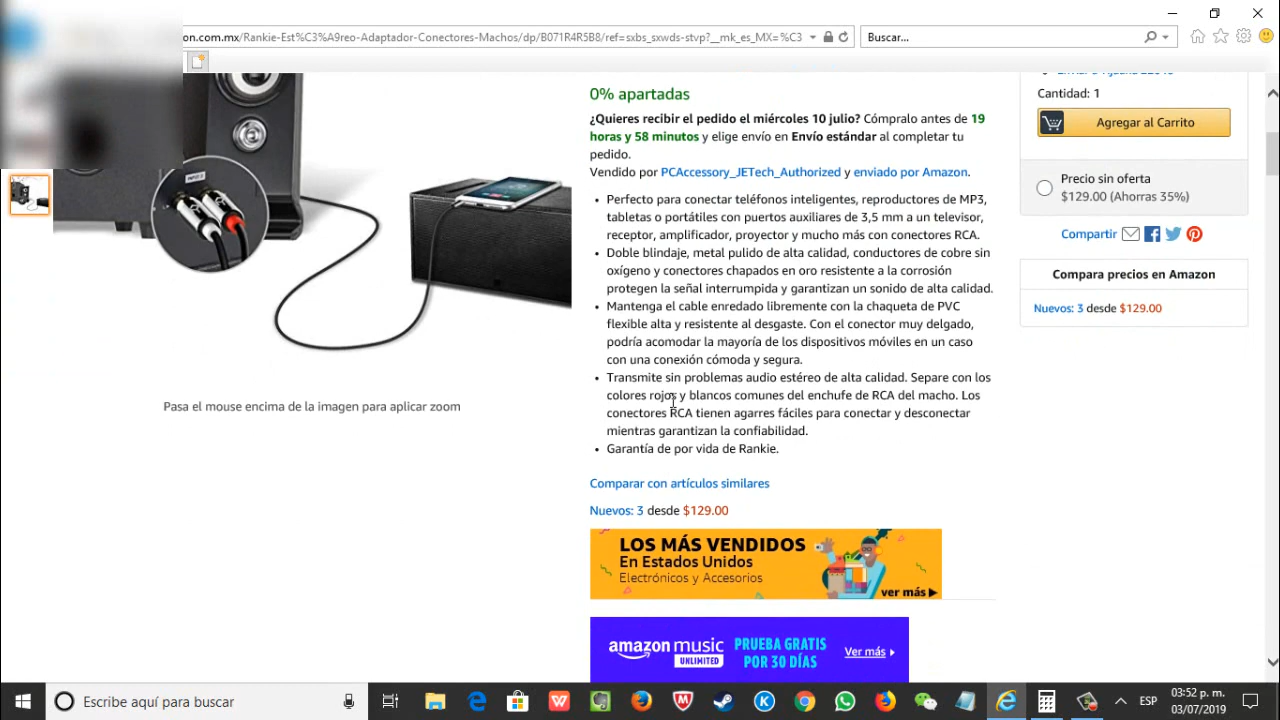 on.com.mx/Rankie-Est%C3%A9reo-Adaptador-Conectores-Machos/dp/B071R4R5B8/ref=sxbs_sxwds-stvp?__mk_es_MX=%C3
Buscar...
0% apartadas
¿Quieres recibir el pedido el miércoles 10 julio? Cómpralo antes de 19
horas y 58 minutos y elige envío en Envío estándar al completar tu
pedido.
Vendido por PCAccessory_JETech_Authorized y enviado por Amazon.
• Perfecto para conectar teléfonos inteligentes, reproductores de MP3,
tabletas o portátiles con puertos auxiliares de 3,5 mm a un televisor,
receptor, amplificador, proyector y mucho más con conectores RCA.
• Doble blindaje, metal pulido de alta calidad, conductores de cobre sin
oxígeno y conectores chapados en oro resistente a la corrosión
protegen la señal interrumpida y garantizan un sonido de alta calidad.
• Mantenga el cable enredado libremente con la chaqueta de PVC
flexible alta y resistente al desgaste. Con el conector muy delgado,
podría acomodar la mayoría de los dispositivos móviles en un caso
con una conexión cómoda y segura.
• Transmite sin problemas audio estéreo de alta calidad. Separe con los
colores rojos y blancos comunes del enchufe de RCA del macho. Los
conectores RCA tienen agarres fáciles para conectar y desconectar
mientras garantizan la confiabilidad.
• Garantía de por vida de Rankie.
Comparar con artículos similares
Nuevos: 3 desde $129.00
LOS MÁS VENDIDOS
En Estados Unidos
Electrónicos y Accesorios
ver más
amazon music
UNLIMITED
PRUEBA GRATIS
POR 30 DÍAS
Ver más
Pasa el mouse encima de la imagen para aplicar zoom
Cantidad: 1
Agregar al Carrito
Precio sin oferta
$129.00 (Ahorras 35%)
Compartir
Compara precios en Amazon
Nuevos: 3 desde $129.00
Escribe aquí para buscar
ESP
03:52 p. m.
03/07/2019